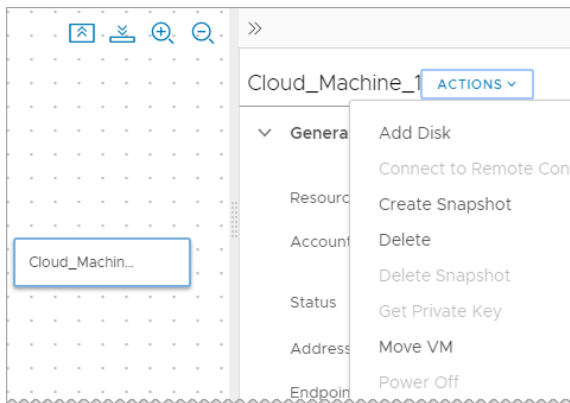 Cloud_Machine_1 ACTIONS
General
Add Disk
Connect to Remote Con
Resourc
Create Snapshot
Account
Delete
Cloud_Machin...
Delete Snapshot
Status
Get Private Key
Address
Move VM
Endpoin
Power Off